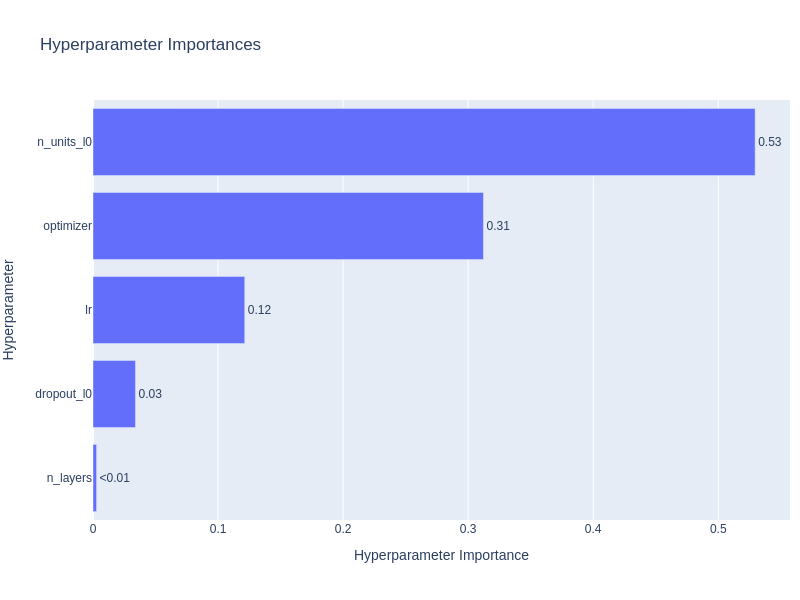 Hyperparameter Importances
n_units_l0
0.53
optimizer
0.31
lr
0.12
dropout_l0
0.03
n_layers
<0.01
0
0.1
0.2
0.3
0.4
0.5
Hyperparameter Importance
Hyperparameter